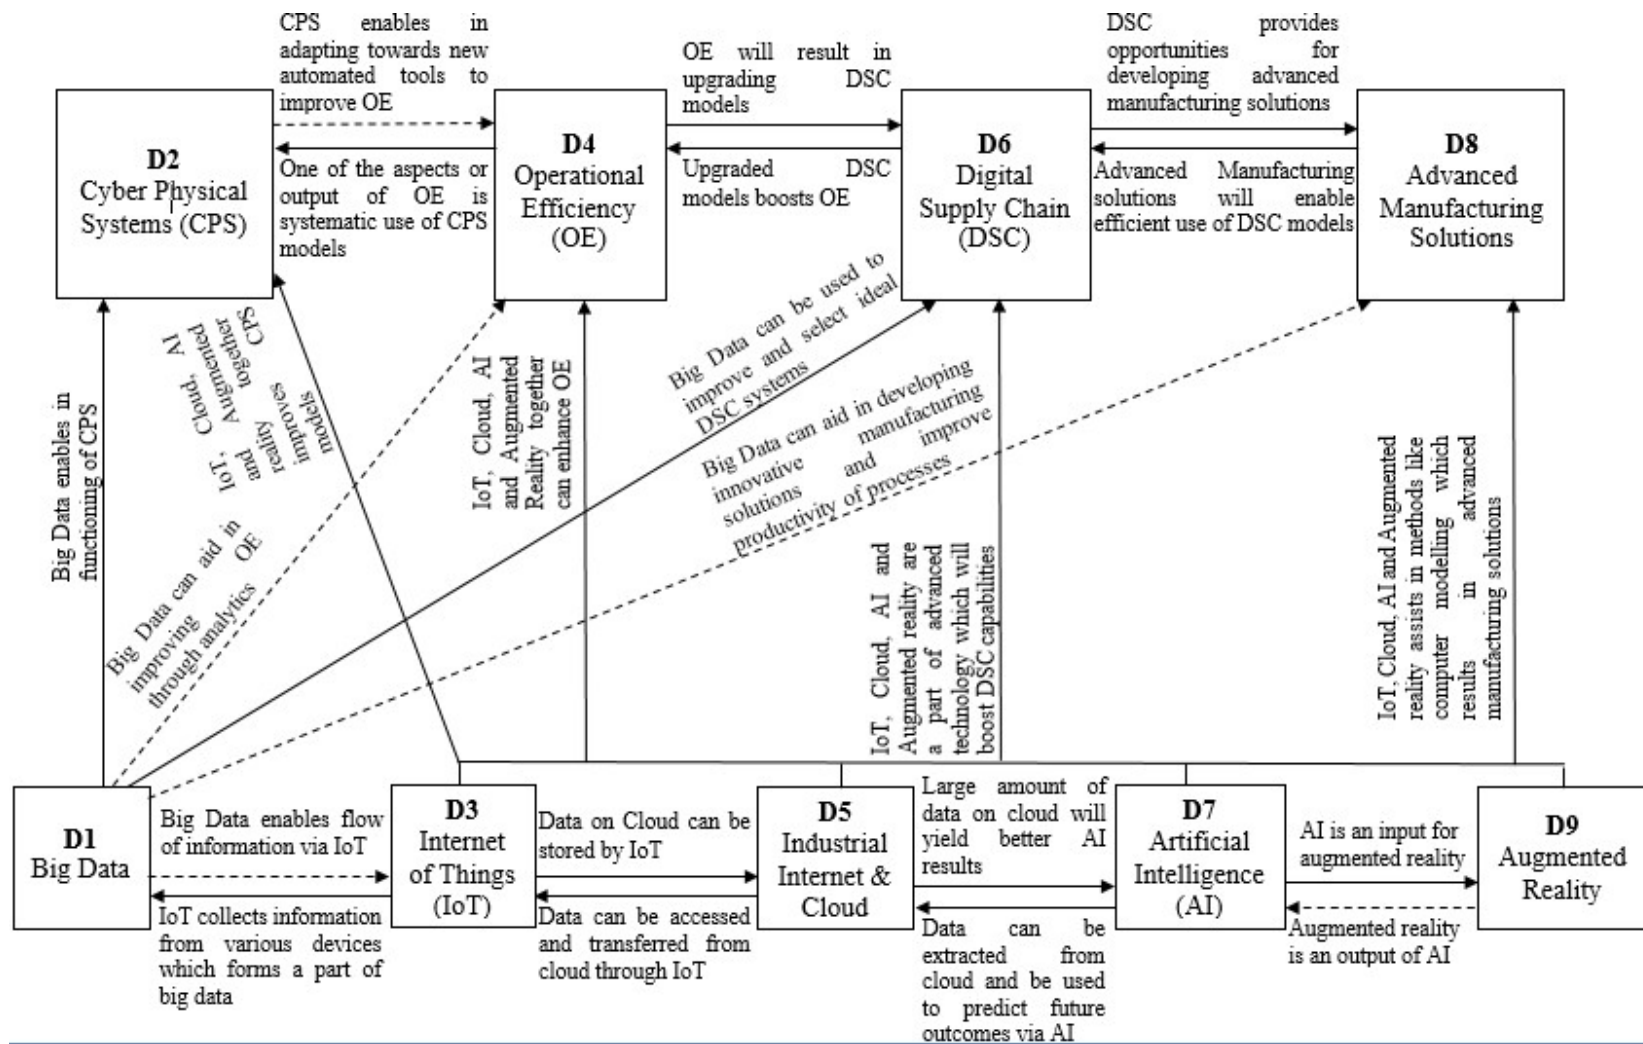 CPS enables in
adapting towards new
automated tools to
improve OE
OE will result in
upgrading DSC
models
DSC provides
opportunities for
developing advanced
manufacturing solutions
D2
Cyber Physical
Systems (CPS)
One of the aspects or
output of OE is
systematic use of CPS
models
D4
Operational
Efficiency
(OE)
Upgraded DSC
models boosts OE
D6
Digital
Supply Chain
(DSC)
Advanced Manufacturing
solutions will enable
efficient use of DSC models
D8
Advanced
Manufacturing
Solutions
Big Data enables in
functioning of CPS
IoT, Cloud, AI
and Augmented
reality together
improves CPS
models
Big Data can aid in
improving OE
through analytics
IoT, Cloud, AI
and Augmented
Reality together
can enhance OE
Big Data can be used to
improve and select ideal
DSC systems
Big Data can aid in developing
innovative manufacturing
solutions and improve
productivity of processes
IoT, Cloud, AI and
Augmented reality are
a part of advanced
technology which will
boost DSC capabilities
IoT, Cloud, AI and Augmented
reality assists in methods like
computer modelling which
results in advanced
manufacturing solutions
D1
Big Data
Big Data enables flow
of information via IoT
IoT collects information
from various devices
which forms a part of
big data
D3
Internet
of Things
(IoT)
Data on Cloud can be
stored by IoT
Data can be accessed
and transferred from
cloud through IoT
D5
Industrial
Internet &
Cloud
Large amount of
data on cloud will
yield better AI
results
Data can be
extracted from
cloud and be used
to predict future
outcomes via AI
D7
Artificial
Intelligence
(AI)
AI is an input for
augmented reality
Augmented reality
is an output of AI
D9
Augmented
Reality